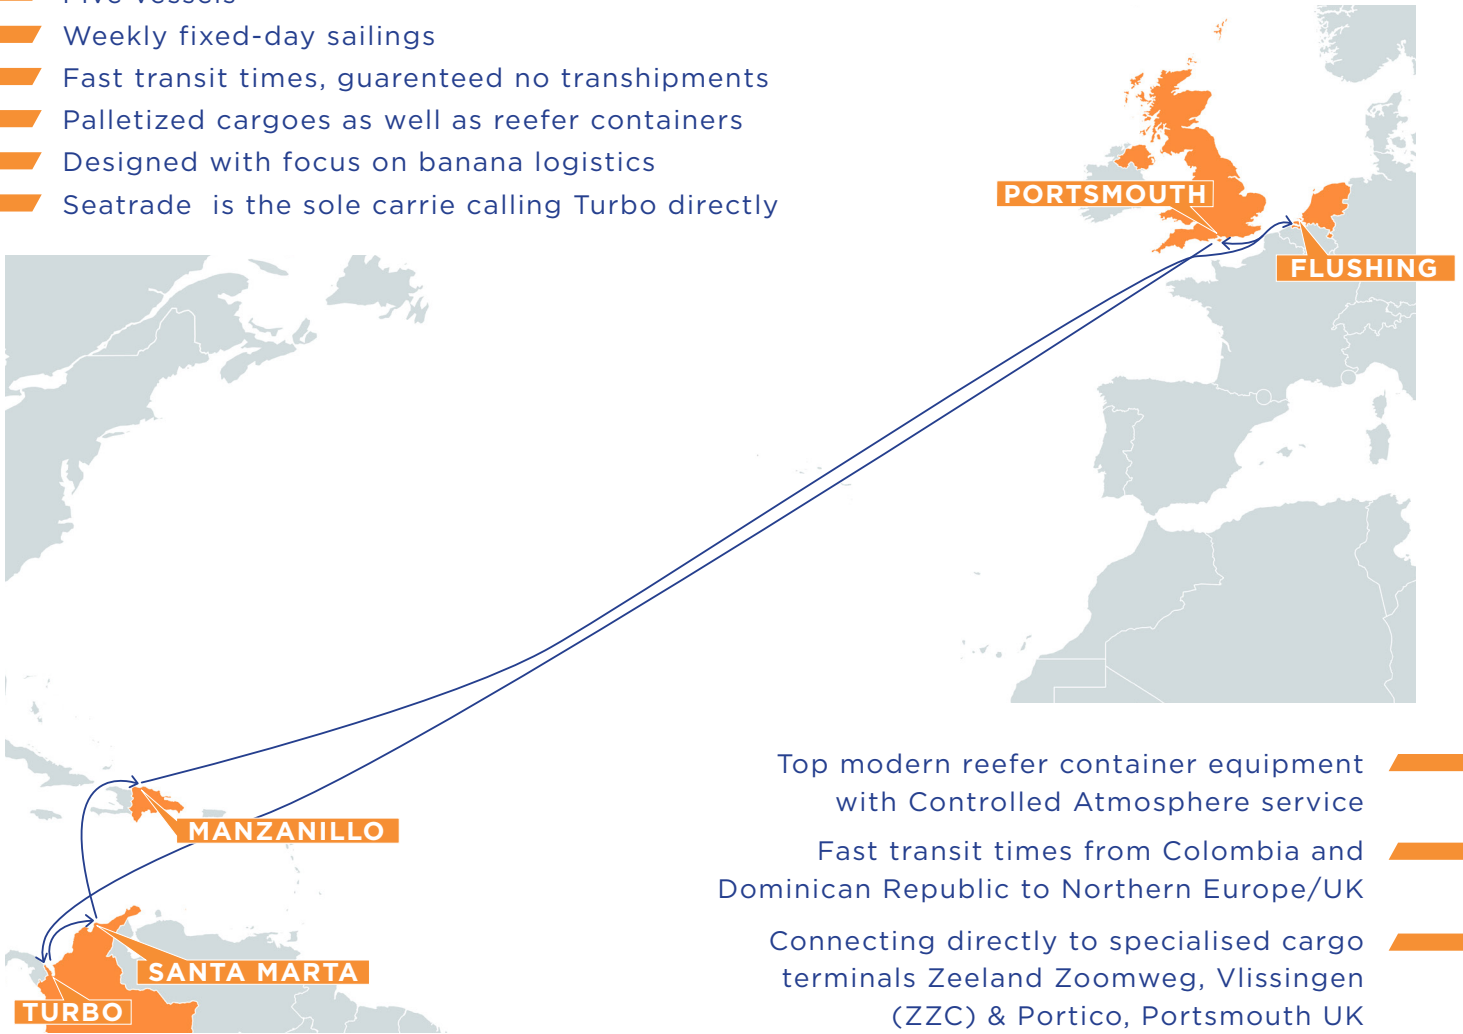 Five vessels
Weekly fixed-day sailings
Fast transit times, guarenteed no transhipments
Palletized cargoes as well as reefer containers
Designed with focus on banana logistics
Seatrade is the sole carrie calling Turbo directly
PORTSMOUTH
FLUSHING
MANZANILLO
SANTA MARTA
TURBO
Top modern reefer container equipment
with Controlled Atmosphere service
Fast transit times from Colombia and
Dominican Republic to Northern Europe/UK
Connecting directly to specialised cargo
terminals Zeeland Zoomweg, Vlissingen
(ZZC) & Portico, Portsmouth UK